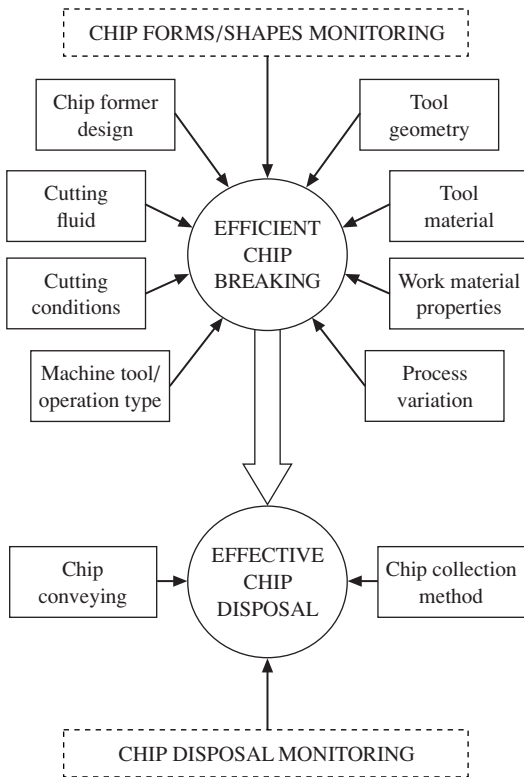 CHIP FORMS/SHAPES MONITORING
Chip former
design
Tool
geometry
Cutting
fluid
EFFICIENT
CHIP
BREAKING
Tool
material
Cutting
conditions
Work material
properties
Machine tool/
operation type
Process
variation
Chip
conveying
EFFECTIVE
CHIP
DISPOSAL
Chip collection
method
CHIP DISPOSAL MONITORING